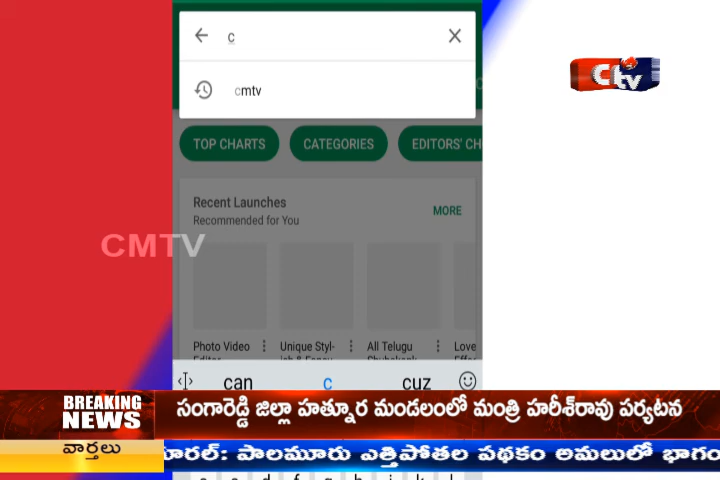 c
cmtv
TOP CHARTS
CATEGORIES
EDITORS' CH
Recent Launches
Recommended for You
MORE
CMTV
Ctv
Photo Video
Unique Styl-
All Telugu
Love
can
c
cuz
BREAKING NEWS
సంగారెడ్డి జిల్లా హత్నూర మండలంలో మంత్రి హరీశ్‌రావు పర్యటన
వార్తలు
పాలమూరు ఎత్తిపోతల పథకం అమలులో